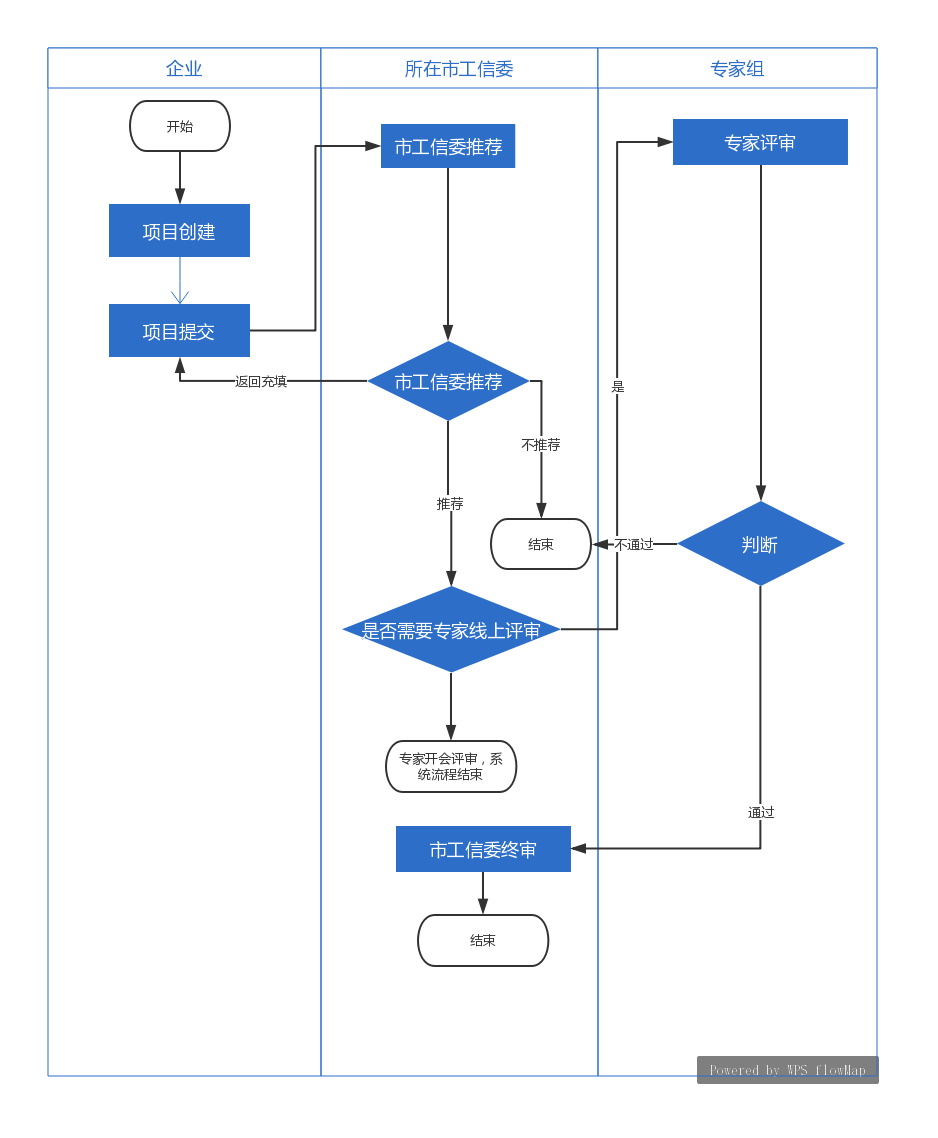 企业
所在市工信委
专家组
开始
市工信委推荐
专家评审
项目创建
项目提交
返回充填
市工信委推荐
是
不推荐
推荐
结束
不通过
判断
是否需要专家线上评审
专家开会评审，系
统流程结束
通过
市工信委终审
结束
Powered by WPS flowMap